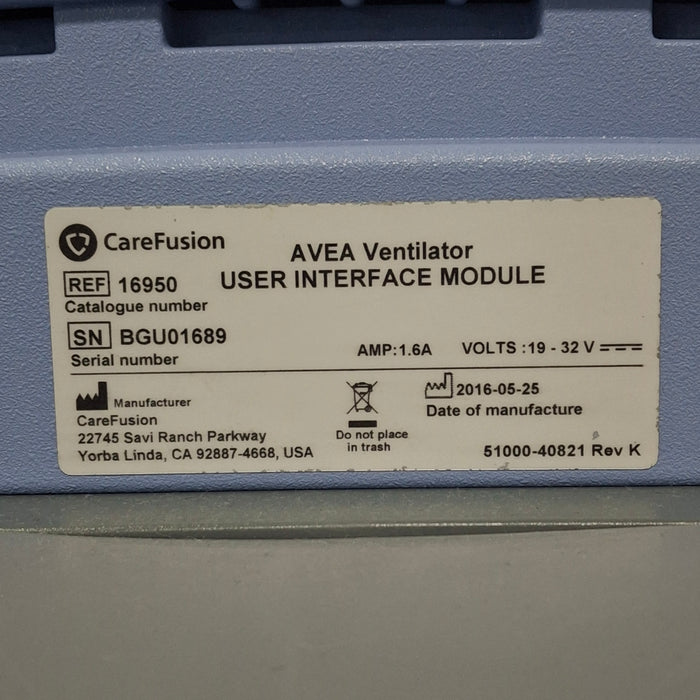 CareFusion
AVEA Ventilator
USER INTERFACE MODULE
REF 16950
Catalogue number
SN BGU01689
Serial number
AMP:1.6A VOLTS :19 - 32 V
Manufacturer
CareFusion
22745 Savi Ranch Parkway
Yorba Linda, CA 92887-4668, USA
Do not place
in trash
2016-05-25
Date of manufacture
51000-40821 Rev K